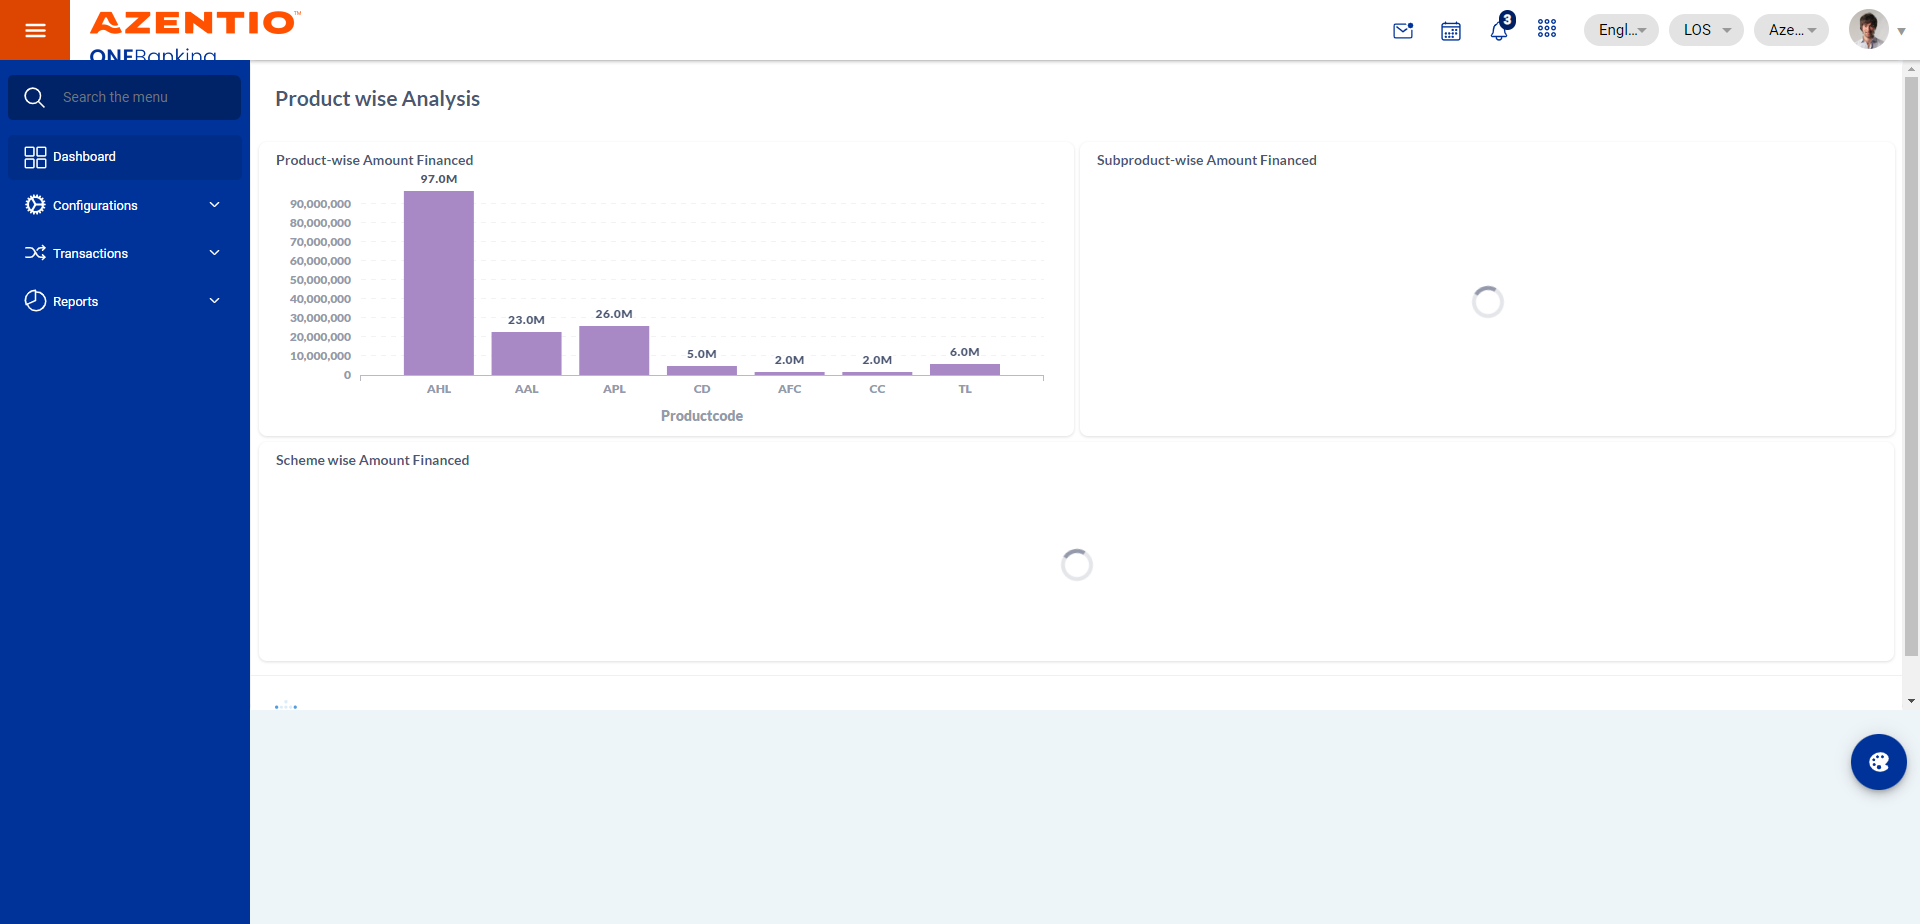 AZENTIO™
ONEBanking
3
Engl...
LOS
Aze...
Search the menu
Dashboard
Configurations
Transactions
Reports
Product wise Analysis
Product-wise Amount Financed
97.0M
90,000,000
80,000,000
70,000,000
60,000,000
50,000,000
40,000,000
30,000,000
20,000,000
10,000,000
0
23.0M
26.0M
5.0M
2.0M
2.0M
6.0M
AHL
AAL
APL
CD
AFC
CC
TL
Productcode
Subproduct-wise Amount Financed
Scheme wise Amount Financed